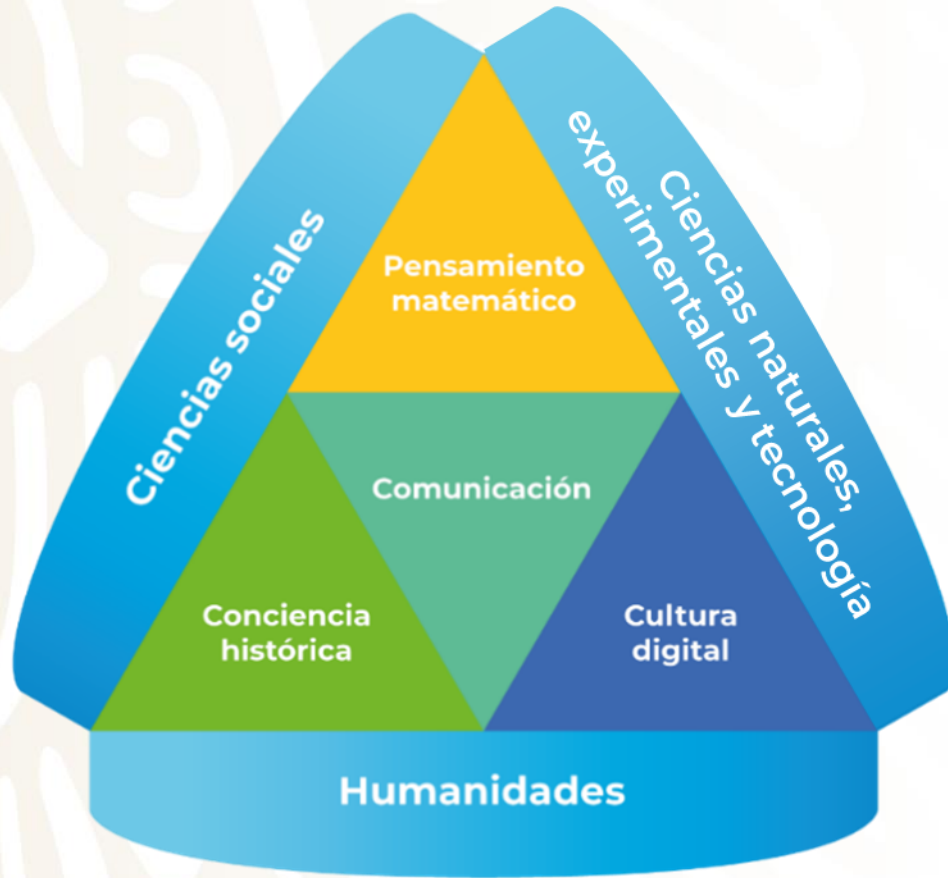 Ciencias sociales
Ciencias naturales,
experimentales y tecnología
Pensamiento
matemático
Comunicación
Conciencia
histórica
Cultura
digital
Humanidades